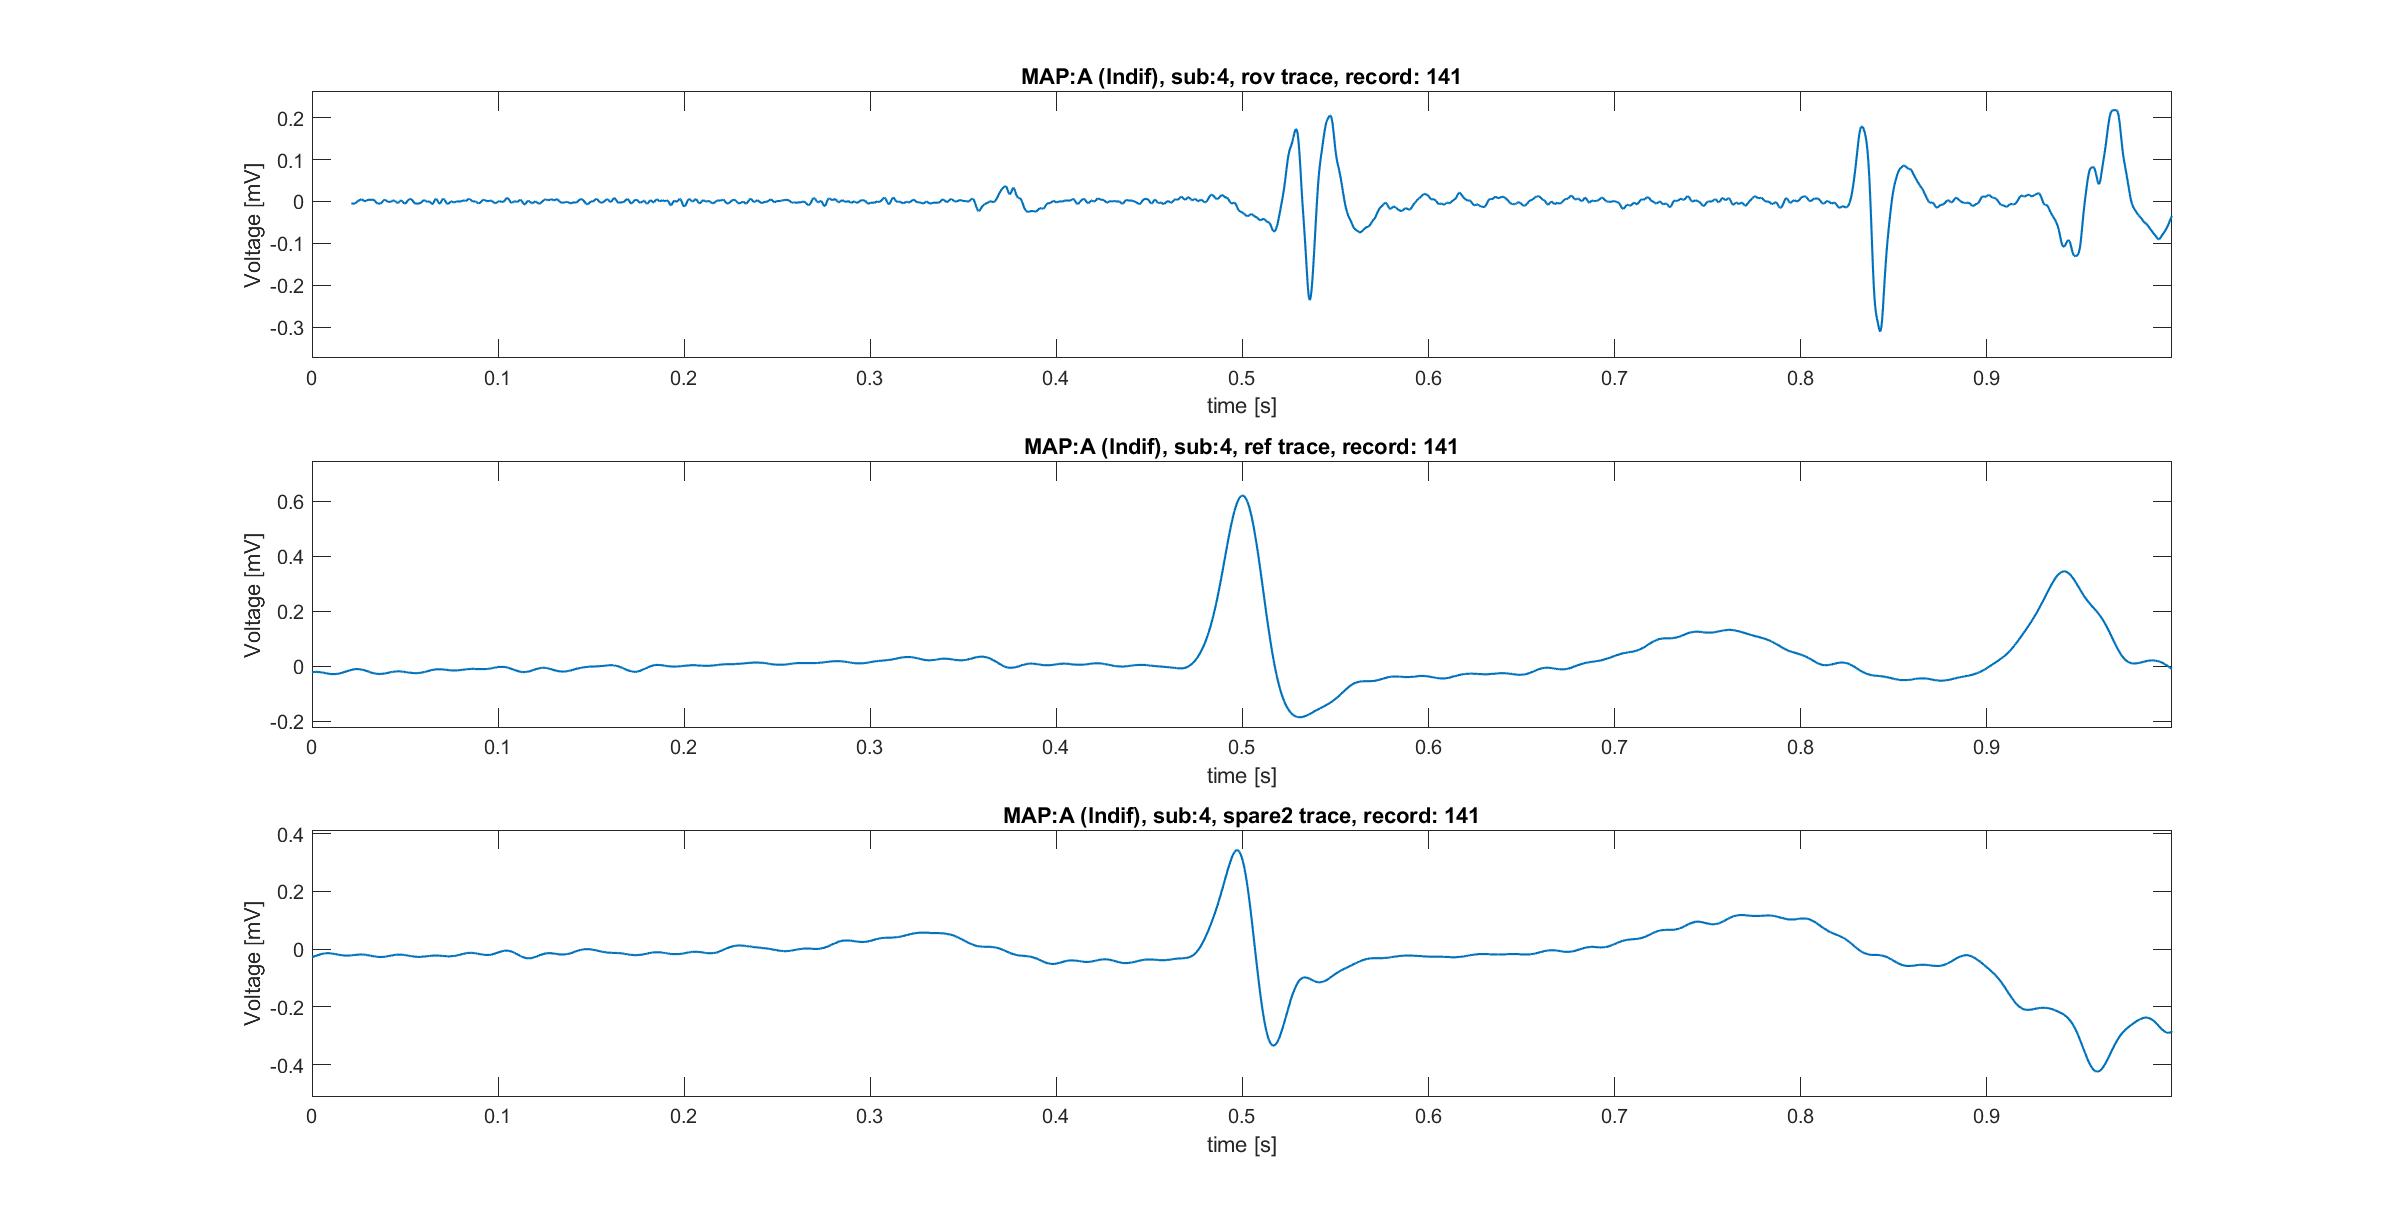 MAP:A (Indif), sub:4, rov trace, record: 141
Voltage [mV]
0.2
0.1
0
-0.1
-0.2
-0.3
0 0.1 0.2 0.3 0.4 0.5 0.6 0.7 0.8 0.9
time [s]
MAP:A (Indif), sub:4, ref trace, record: 141
Voltage [mV]
0.6
0.4
0.2
0
-0.2
0 0.1 0.2 0.3 0.4 0.5 0.6 0.7 0.8 0.9
time [s]
MAP:A (Indif), sub:4, spare2 trace, record: 141
Voltage [mV]
0.4
0.2
0
-0.2
-0.4
0 0.1 0.2 0.3 0.4 0.5 0.6 0.7 0.8 0.9
time [s]